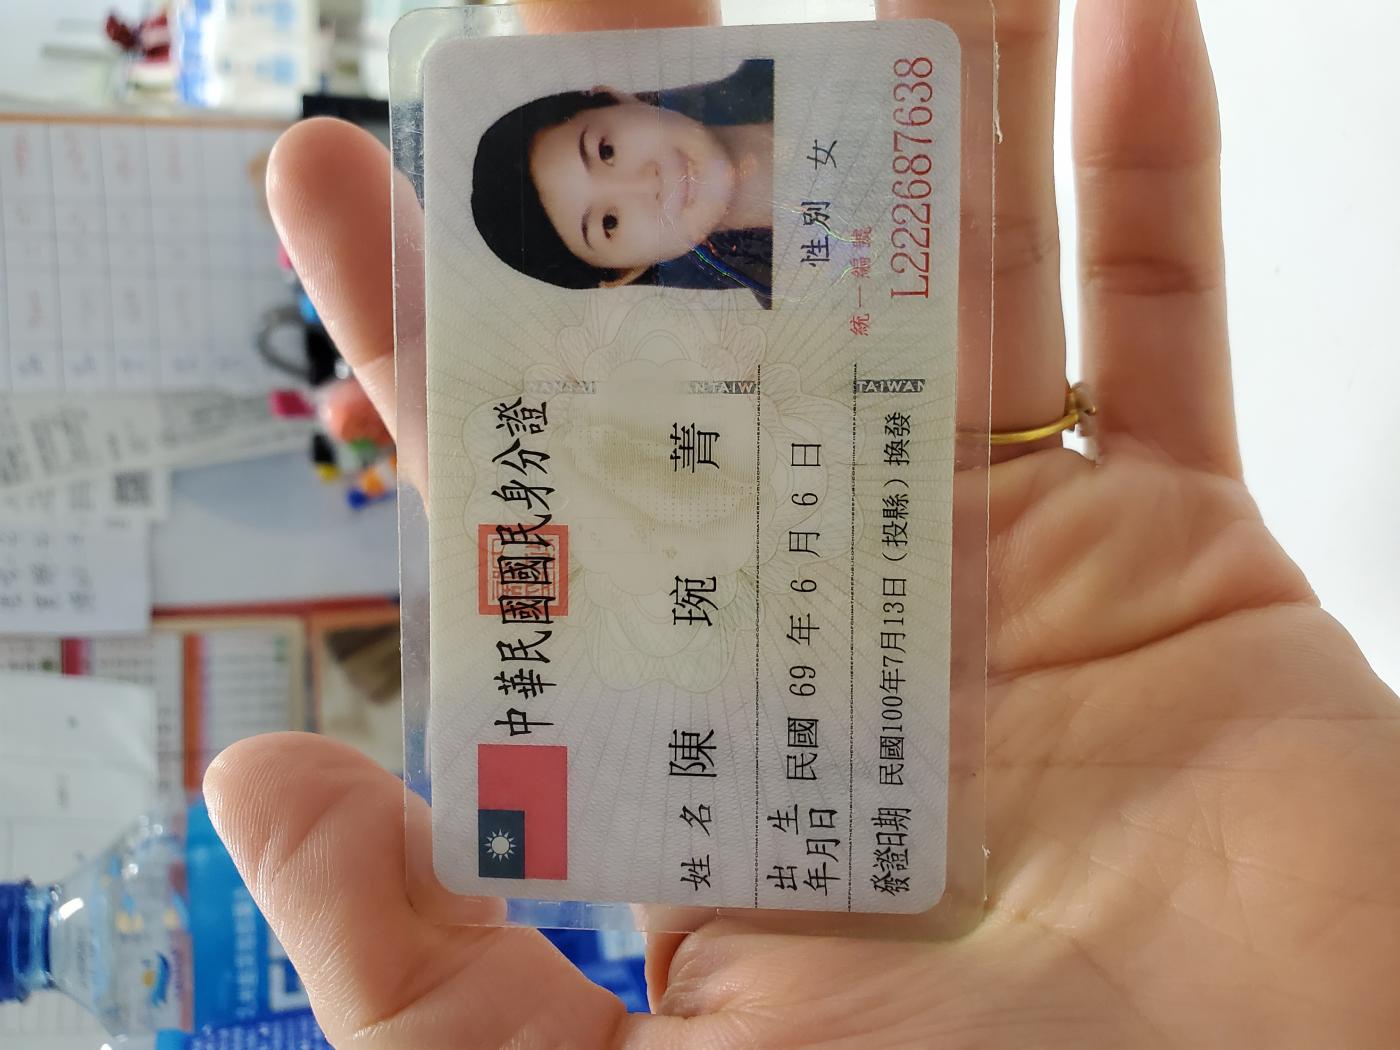 中華民國國民身分證
姓名 陳琬菁
出生年月日 民國 69 年 6 月 6 日
發證日期 民國100年7月13日（投縣）換發
性別 女
統一編號
L222687638
TAIWAN